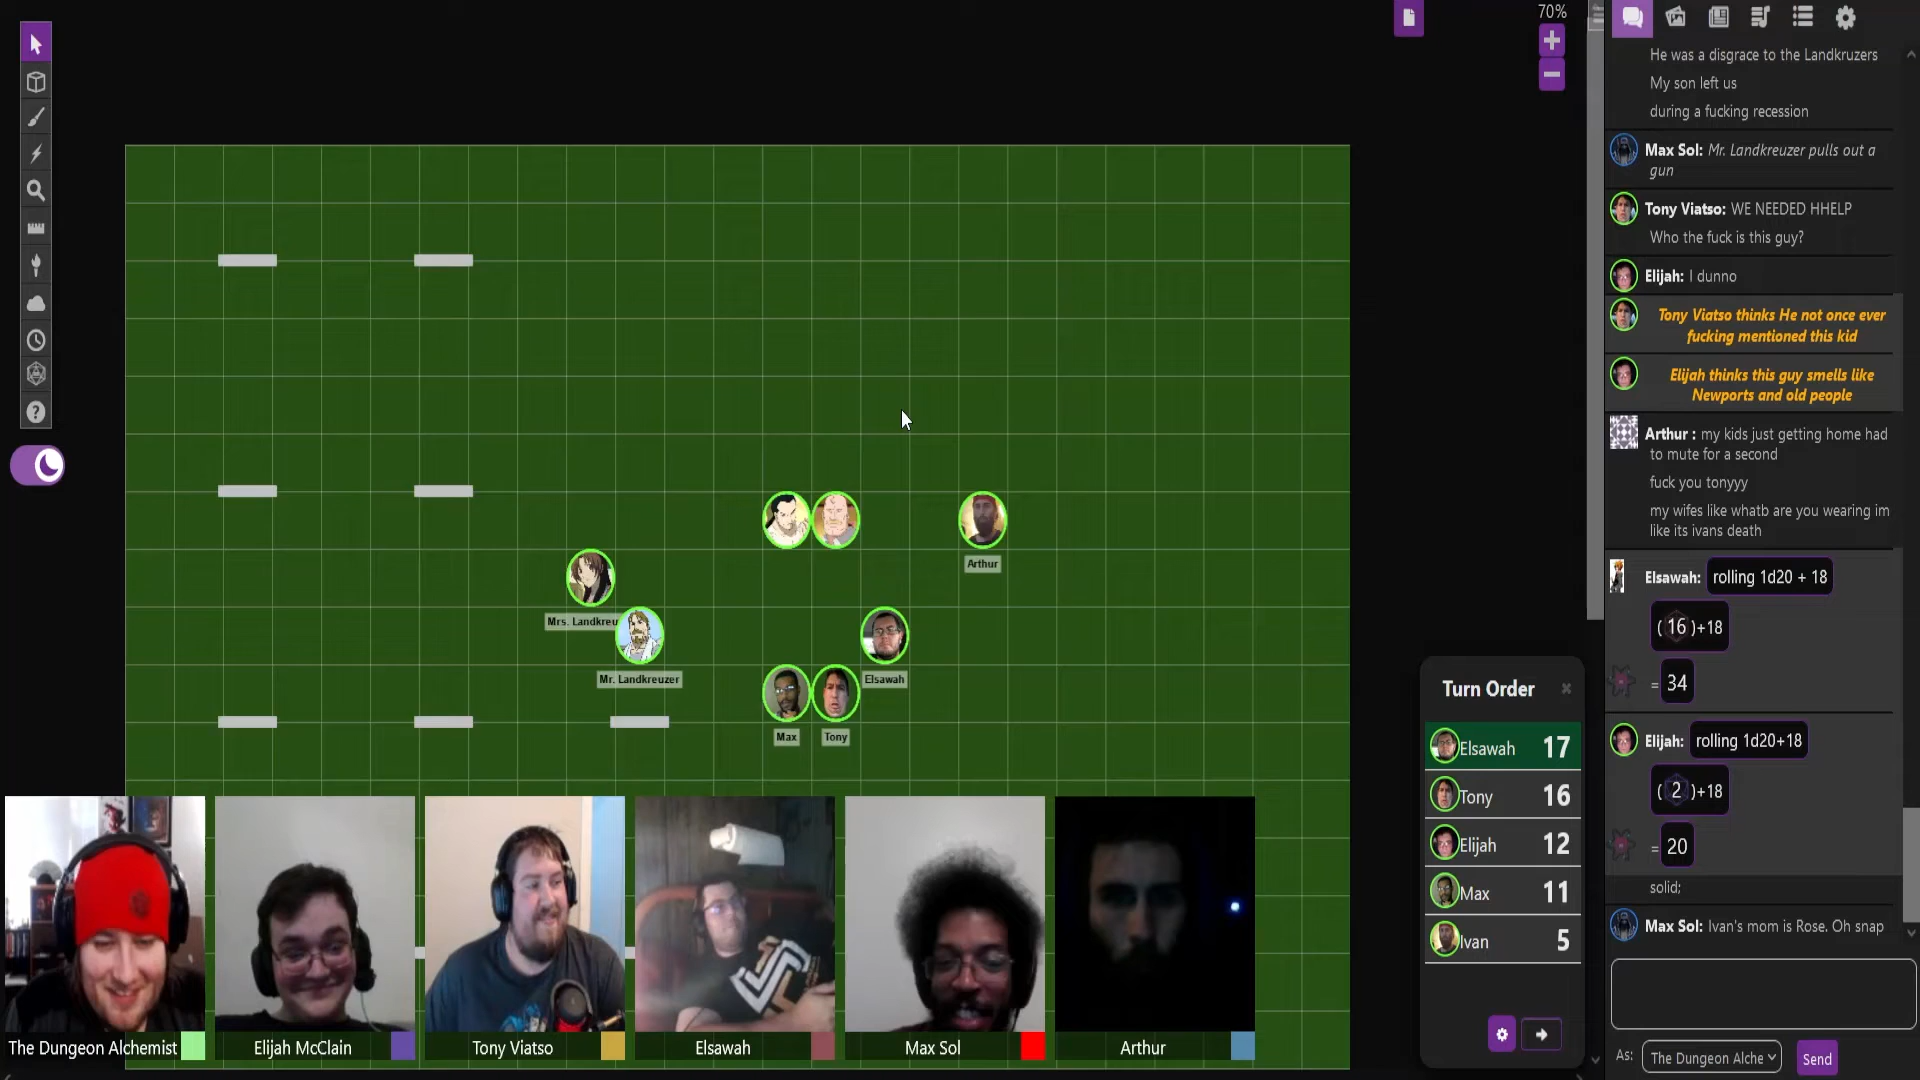 70%
He was a disgrace to the Landkruzers
My son left us
during a fucking recession
Max Sol: Mr. Landkreuzer pulls out a
gun
Tony Viatso: WE NEEDED HHELP
Who the fuck is this guy?
Elijah: I dunno
Tony Viatso thinks He not once ever
fucking mentioned this kid
Elijah thinks this guy smells like
Newports and old people
Arthur : my kids just getting home had
to mute for a second
fuck you tonyyy
my wifes like whatb are you wearing im
like its ivans death
Elsawah: rolling 1d20 + 18
(16)+18
=34
Elijah: rolling 1d20+18
(2)+18
=20
solid;
Max Sol: Ivan's mom is Rose. Oh snap
As: The Dungeon Alche
Send
Arthur
Mrs. Landkreu
Mr. Landkreuzer
Elsawah
Max
Tony
Turn Order ×
Elsawah 17
Tony 16
Elijah 12
Max 11
Ivan 5
The Dungeon Alchemist
Elijah McClain
Tony Viatso
Elsawah
Max Sol
Arthur